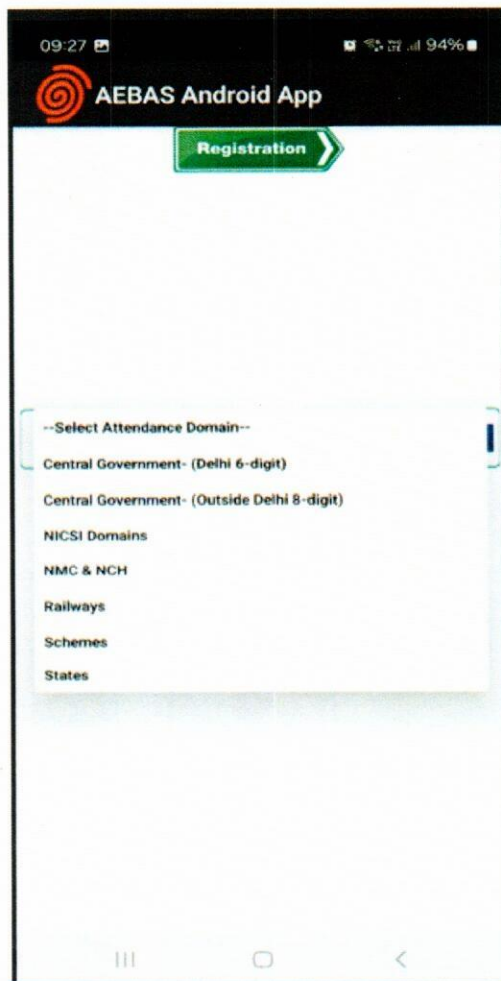 09:27 94%
AEBAS Android App
Registration
--Select Attendance Domain--
Central Government- (Delhi 6-digit)
Central Government- (Outside Delhi 8-digit)
NICSI Domains
NMC & NCH
Railways
Schemes
States